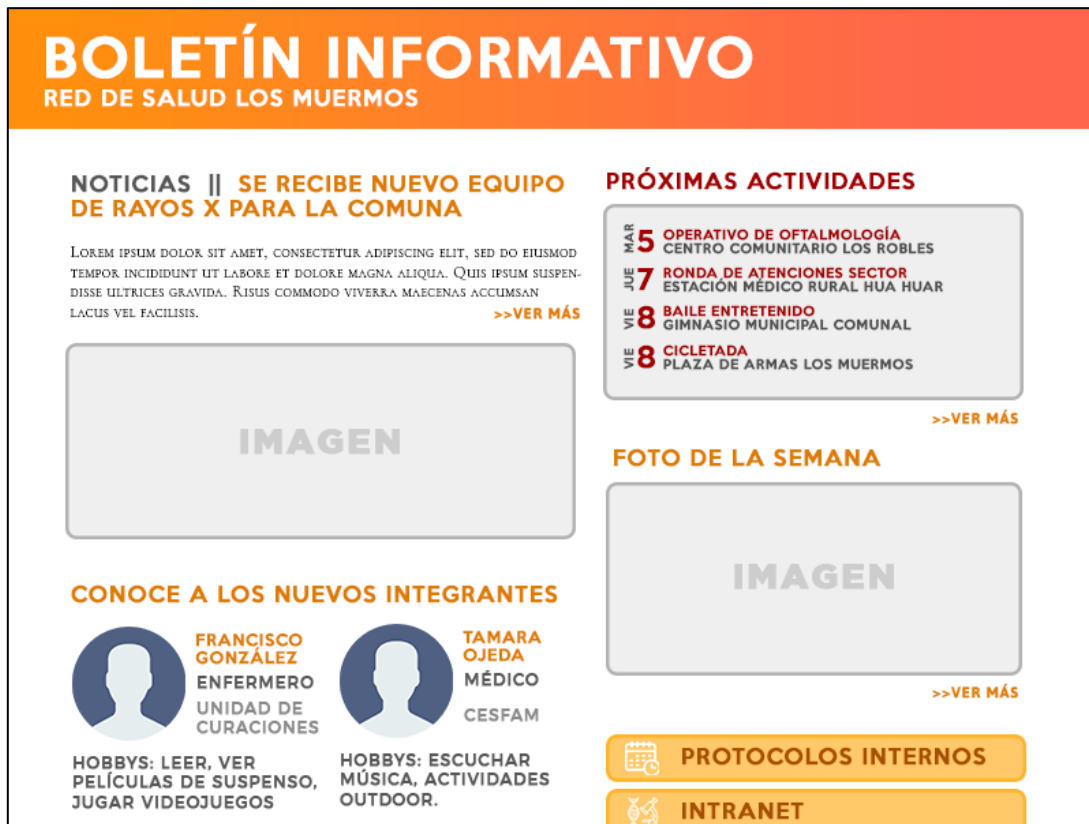 BOLETÍN INFORMATIVO
RED DE SALUD LOS MUERMOS
NOTICIAS || SE RECIBE NUEVO EQUIPO
DE RAYOS X PARA LA COMUNA
Lorem ipsum dolor sit amet, consectetur adipiscing elit, sed do eiusmod
tempor incididunt ut labore et dolore magna aliqua. Quis ipsum suspen-
disse ultrices gravida. Risus commodo viverra maecenas accumsan
lacus vel facilisis.
>>VER MÁS
IMAGEN
CONOCE A LOS NUEVOS INTEGRANTES
FRANCISCO
GONZÁLEZ
ENFERMERO
UNIDAD DE
CURACIONES
HOBBYS: LEER, VER
PELÍCULAS DE SUSPENSO,
JUGAR VIDEOJUEGOS
TAMARA
OJEDA
MÉDICO
CESFAM
HOBBYS: ESCUCHAR
MÚSICA, ACTIVIDADES
OUTDOOR.
PRÓXIMAS ACTIVIDADES
MAR 5 OPERATIVO DE OFTALMOLOGÍA
CENTRO COMUNITARIO LOS ROBLES
JUE 7 RONDA DE ATENCIONES SECTOR
ESTACIÓN MÉDICO RURAL HUA HUAR
VIE 8 BAILE ENTRETENIDO
GIMNASIO MUNICIPAL COMUNAL
VIE 8 CICLETADA
PLAZA DE ARMAS LOS MUERMOS
>>VER MÁS
FOTO DE LA SEMANA
IMAGEN
>>VER MÁS
PROTOCOLOS INTERNOS
INTRANET